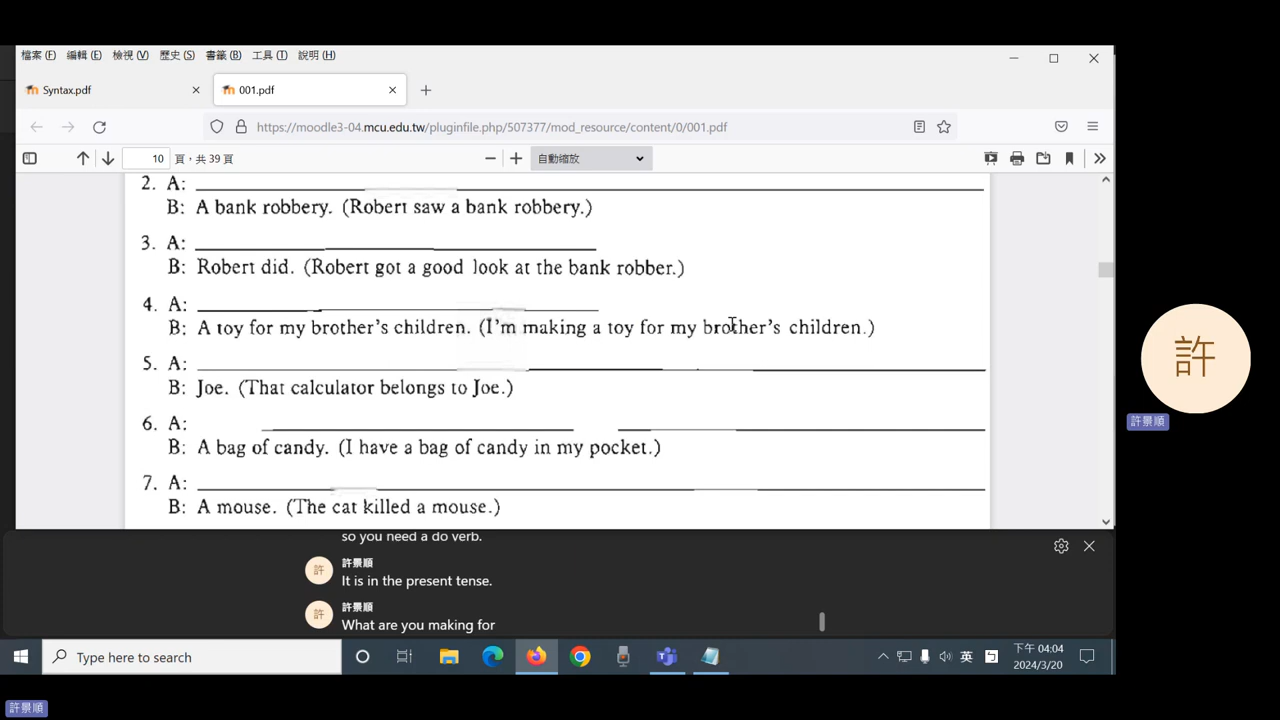 檔案 (F) 編輯 (E) 檢視 (V) 歷史 (S) 書籤 (B) 工具 (T) 說明 (H)
Syntax.pdf
001.pdf
https://moodle3-04.mcu.edu.tw/pluginfile.php/507377/mod_resource/content/0/001.pdf
10 頁，共 39 頁
自動縮放
2. A:
B: A bank robbery. (Robert saw a bank robbery.)
3. A:
B: Robert did. (Robert got a good look at the bank robber.)
4. A:
B: A toy for my brother's children. (I'm making a toy for my brother's children.)
5. A:
B: Joe. (That calculator belongs to Joe.)
6. A:
B: A bag of candy. (I have a bag of candy in my pocket.)
7. A:
B: A mouse. (The cat killed a mouse.)
so you need a do verb.
許景順
許
It is in the present tense.
許景順
許
What are you making for
許
許景順
Type here to search
英
下午 04:04
2024/3/20
許景順